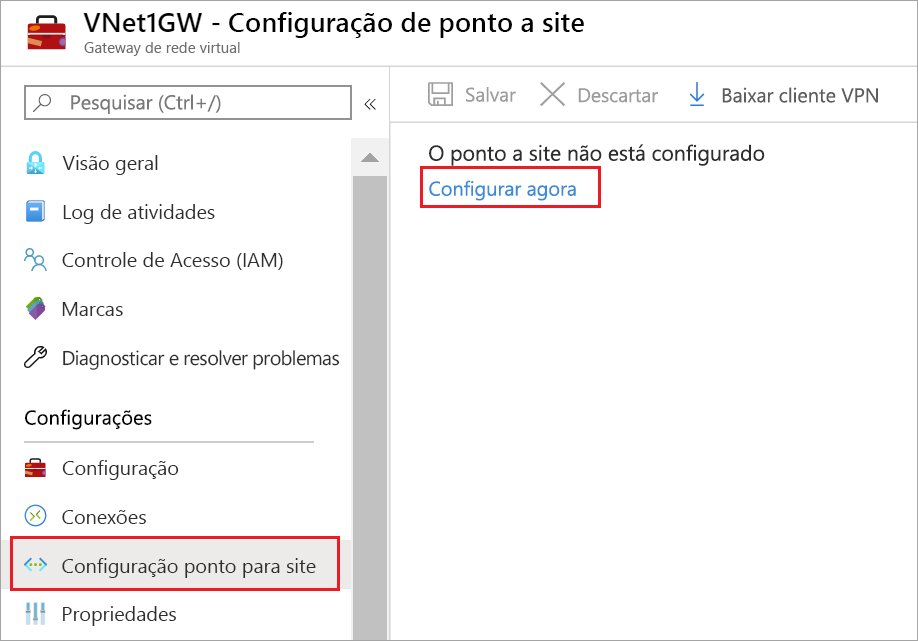 VNet1GW - Configuração de ponto a site
Gateway de rede virtual
Pesquisar (Ctrl+/)
«
Visão geral
Log de atividades
Controle de Acesso (IAM)
Marcas
Diagnosticar e resolver problemas
Configurações
Configuração
Conexões
Configuração ponto para site
Propriedades
Salvar
Descartar
Baixar cliente VPN
O ponto a site não está configurado
Configurar agora